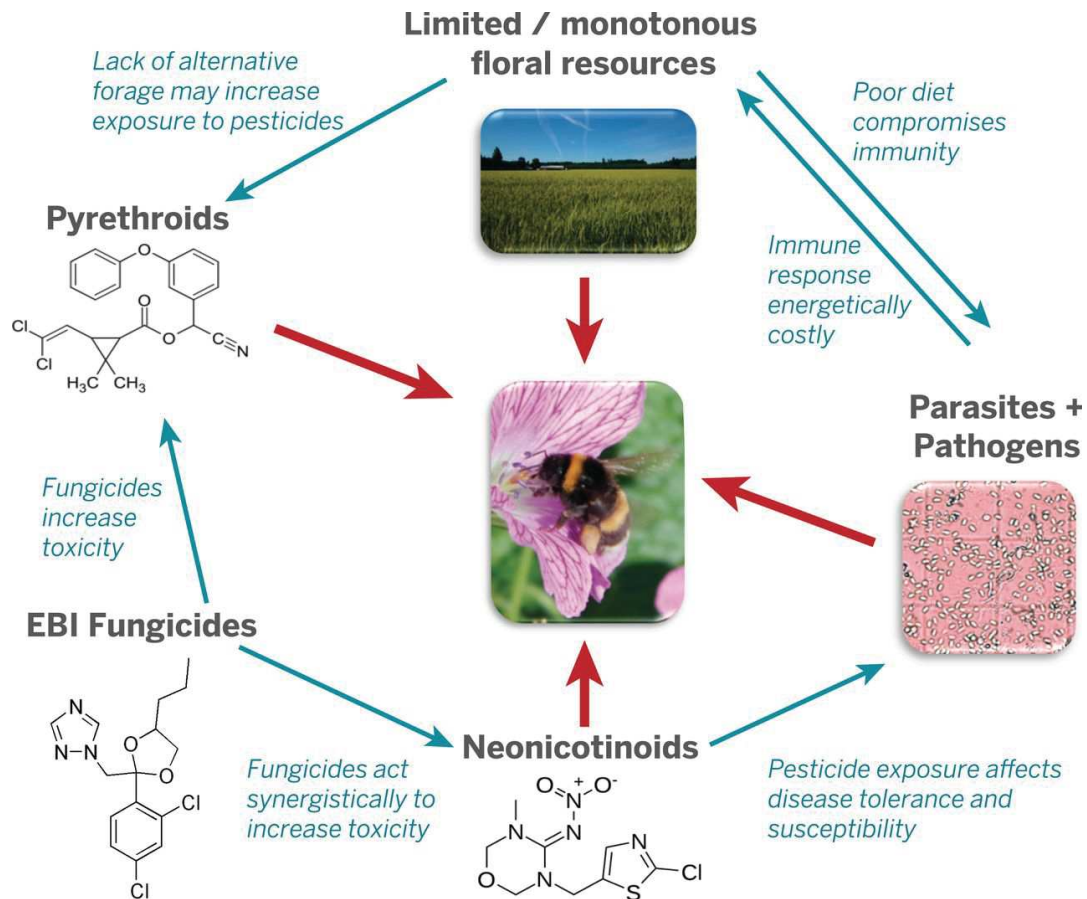 Limited / monotonous
floral resources
Lack of alternative
forage may increase
exposure to pesticides
Poor diet
compromises
immunity
Pyrethroids
O
O
O
N
Cl
Cl
H₃C
CH₃
Immune
response
energetically
costly
Parasites +
Pathogens
Fungicides
increase
toxicity
EBI Fungicides
N
N
N
O
O
Cl
Cl
Fungicides act
synergistically to
increase toxicity
Neonicotinoids
O
N⁺
O⁻
N
N
N
O
N
S
Cl
Pesticide exposure affects
disease tolerance and
susceptibility